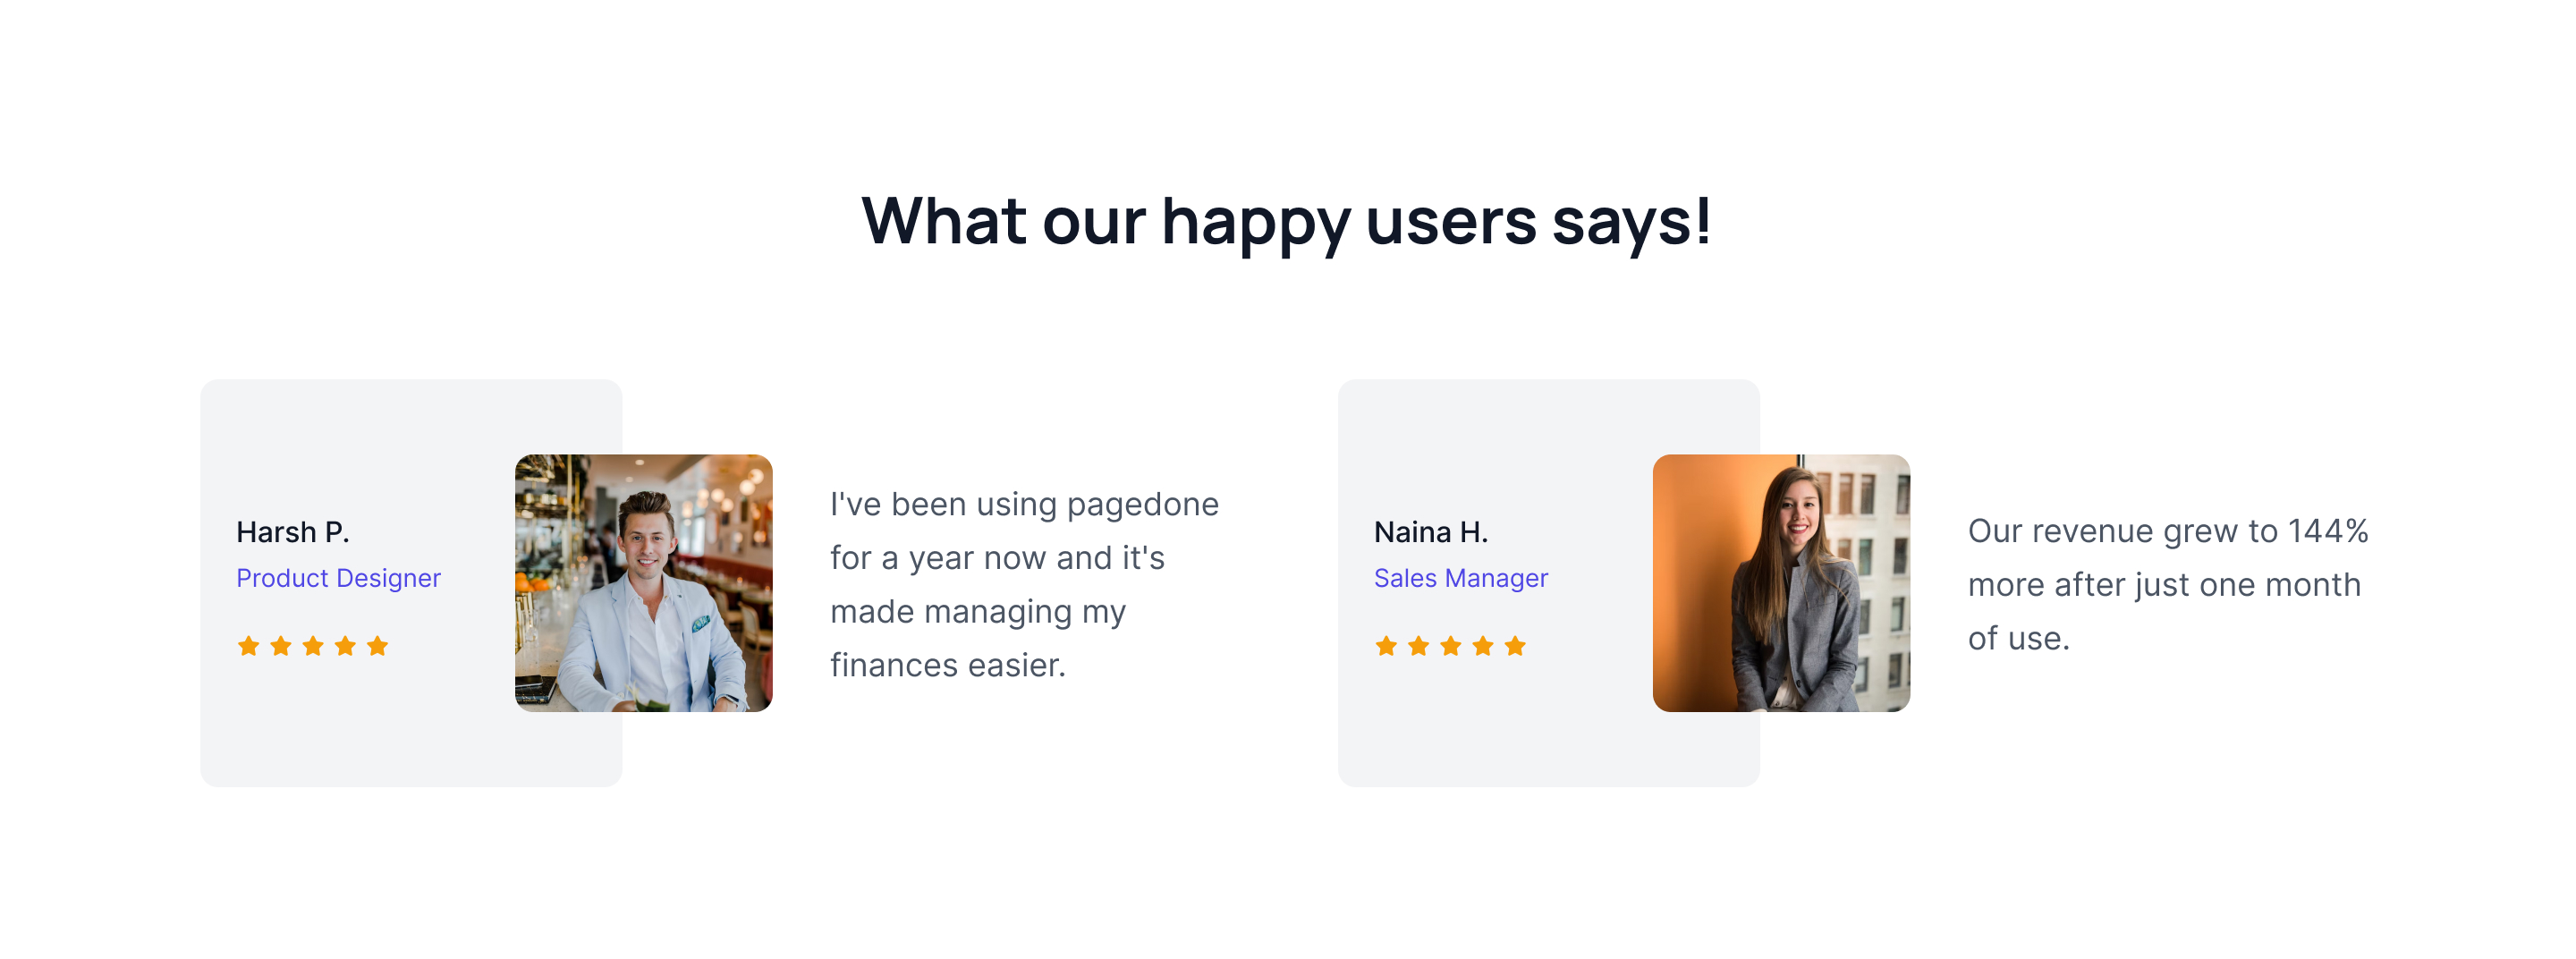 What our happy users says!
Harsh P.
Product Designer
I've been using pagedone
for a year now and it's
made managing my
finances easier.
Naina H.
Sales Manager
Our revenue grew to 144%
more after just one month
of use.